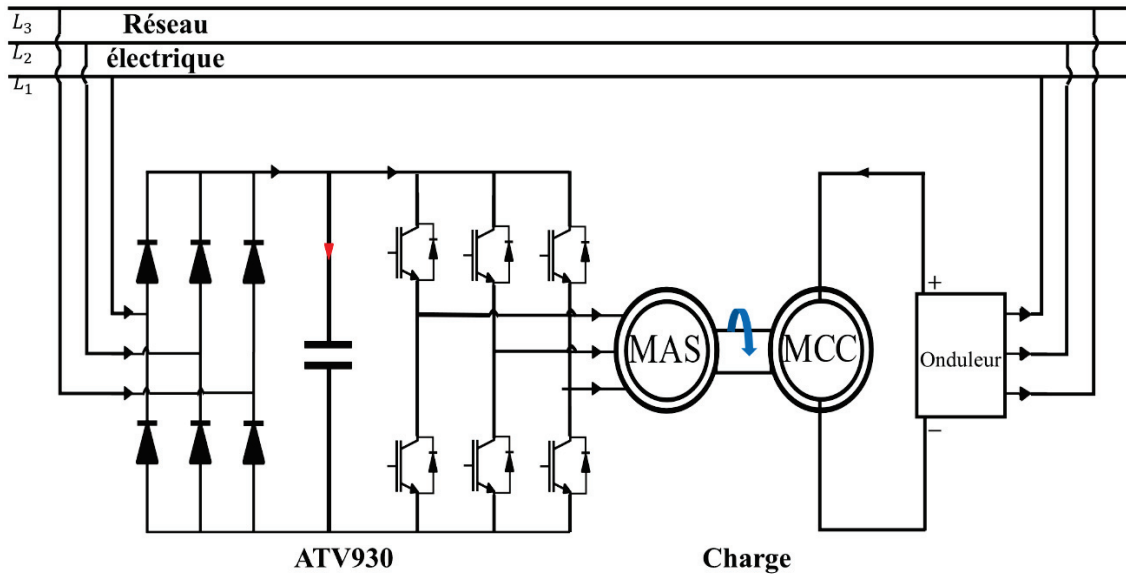 L₃ Réseau
L₂ électrique
L₁
MAS
MCC
+
Onduleur
−
ATV930
Charge